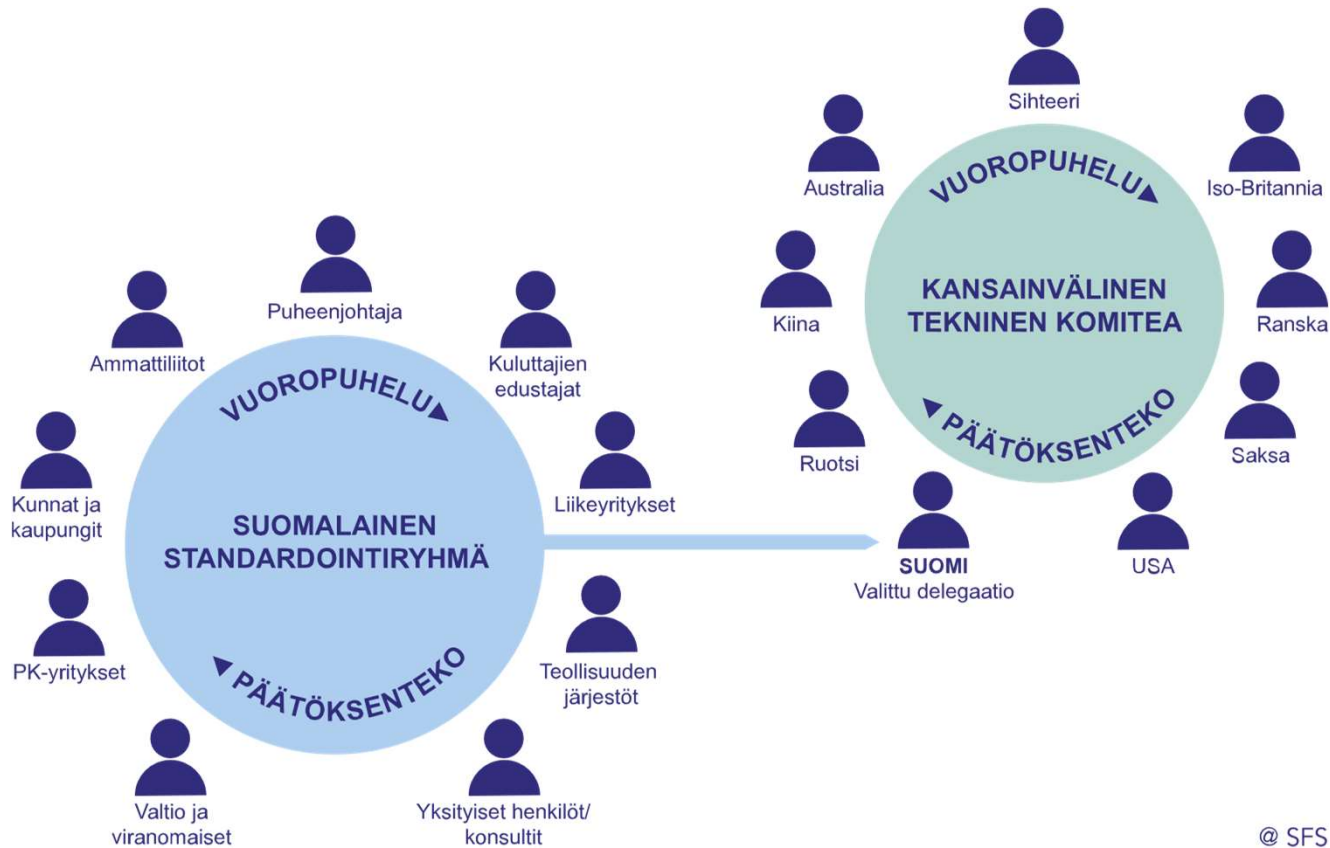 Sihteeri
Australia
VUOROPUHELU
Iso-Britannia
KANSAINVÄLINEN
TEKNINEN KOMITEA
Kiina
Ranska
PÄÄTÖKSENTEKO
Ruotsi
Saksa
SUOMI
Valittu delegaatio
USA
Puheenjohtaja
Ammattiliitot
Kuluttajien
edustajat
VUOROPUHELU
Kunnat ja
kaupungit
Liikeyritykset
SUOMALAINEN
STANDARDOINTIRYHMÄ
PK-yritykset
Teollisuuden
järjestöt
PÄÄTÖKSENTEKO
Valtio ja
viranomaiset
Yksityiset henkilöt/
konsultit
@ SFS